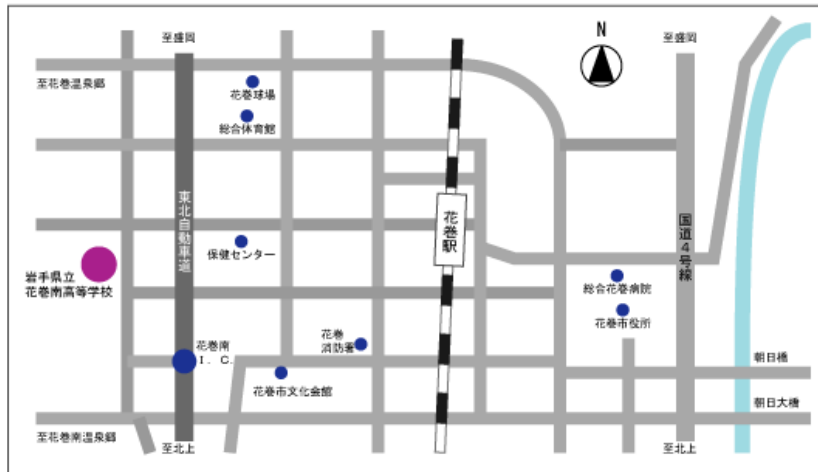 至盛岡
N
至盛岡
至花巻温泉郷
花巻球場
総合体育館
東北自動車道
花巻駅
国道4号線
保健センター
岩手県立
花巻南高等学校
総合花巻病院
花巻市役所
花巻
消防署
花巻南
I．C．
朝日橋
花巻市文化会館
朝日大橋
至花巻南温泉郷
至北上
至北上